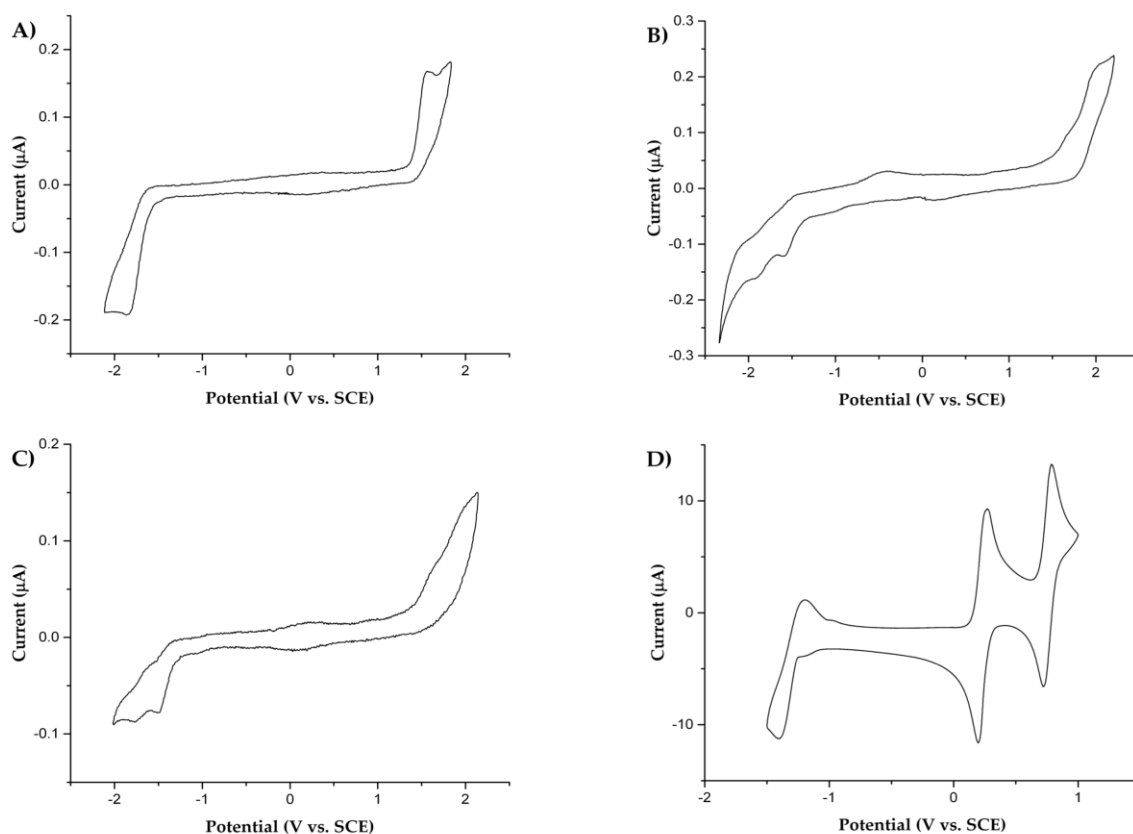 A)
0.2
0.1
0.0
-0.1
-0.2
Current (μA)
-2 -1 0 1 2
Potential (V vs. SCE)
B)
0.3
0.2
0.1
0.0
-0.1
-0.2
-0.3
Current (μA)
-2 -1 0 1 2
Potential (V vs. SCE)
C)
0.2
0.1
0.0
-0.1
Current (μA)
-2 -1 0 1 2
Potential (V vs. SCE)
D)
10
0
-10
Current (μA)
-2 -1 0 1
Potential (V vs. SCE)